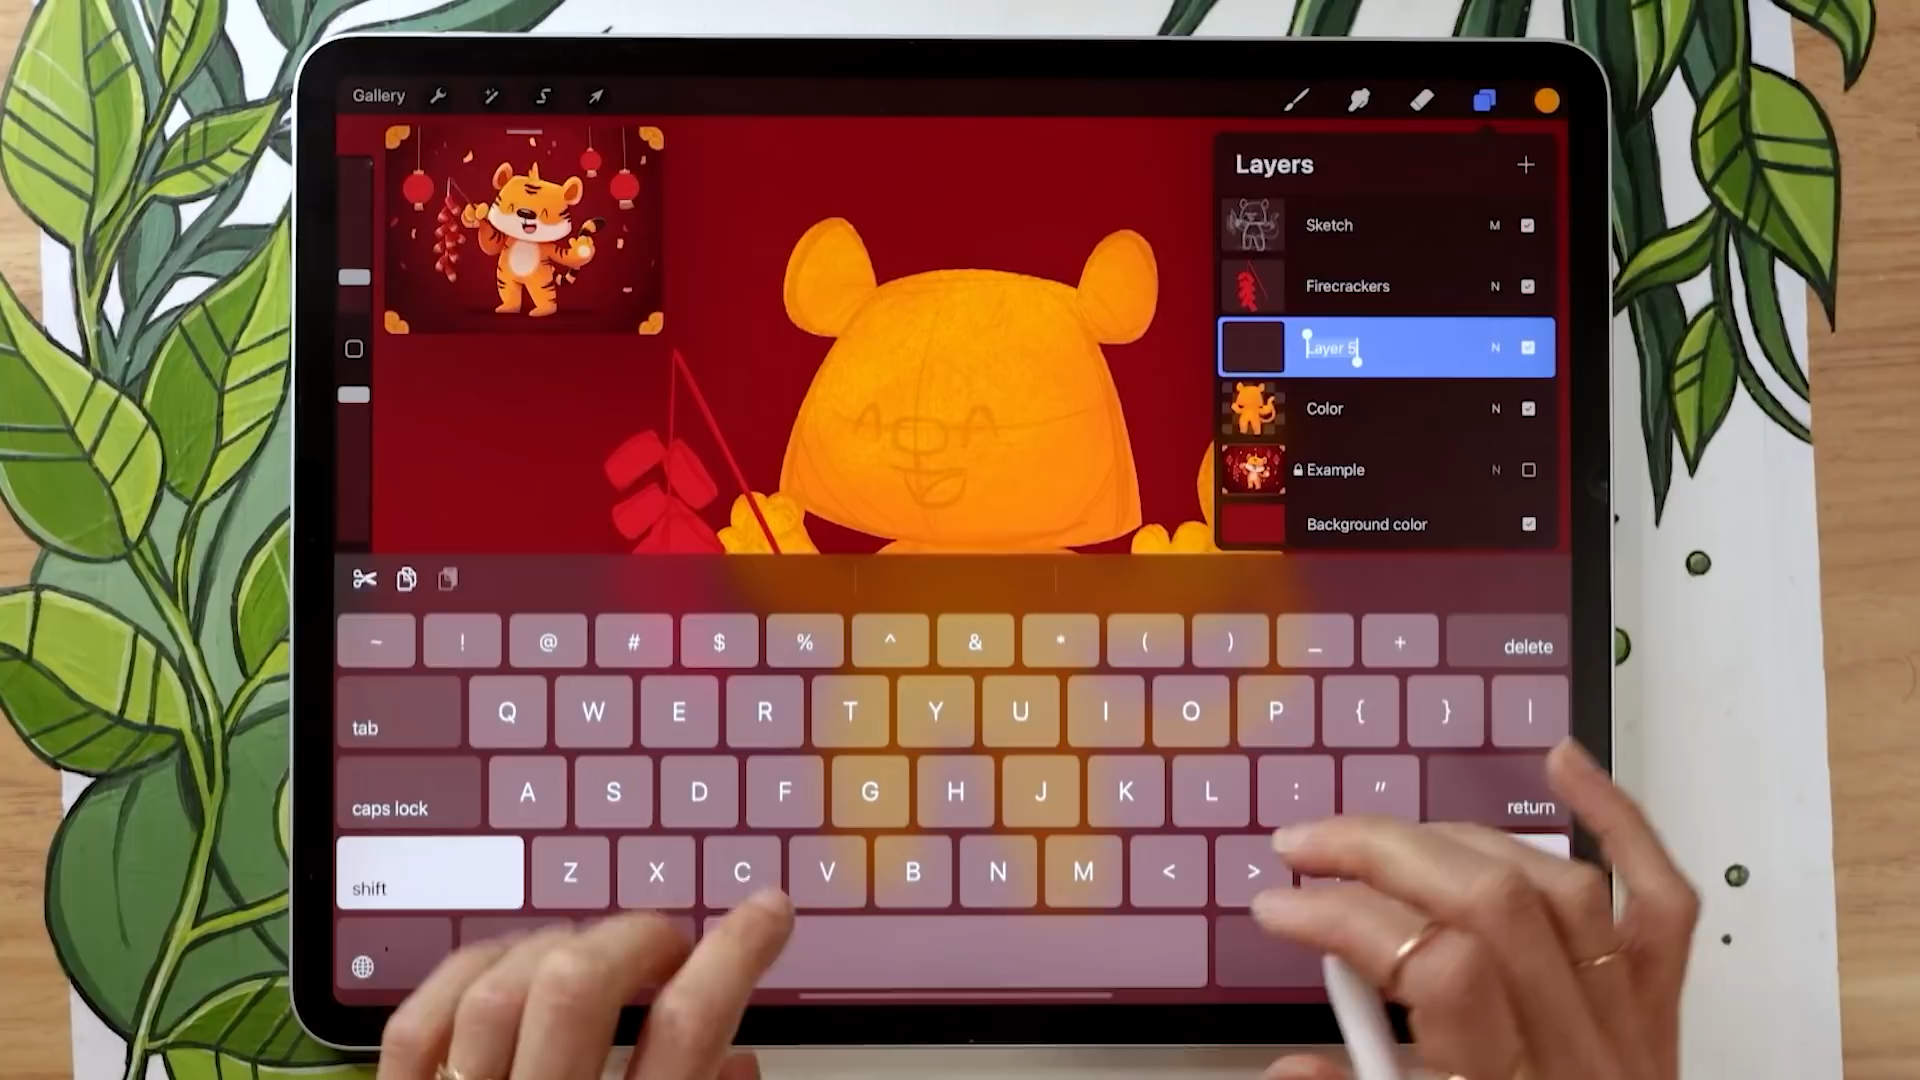 Gallery
Layers
Sketch M
Firecrackers N
Layer 5 N
Color N
Example N
Background color
~ ! @ # $ % ^ & * ( ) _ + delete
tab Q W E R T Y U I O P { } |
caps lock A S D F G H J K L : " return
shift Z X C V B N M < >